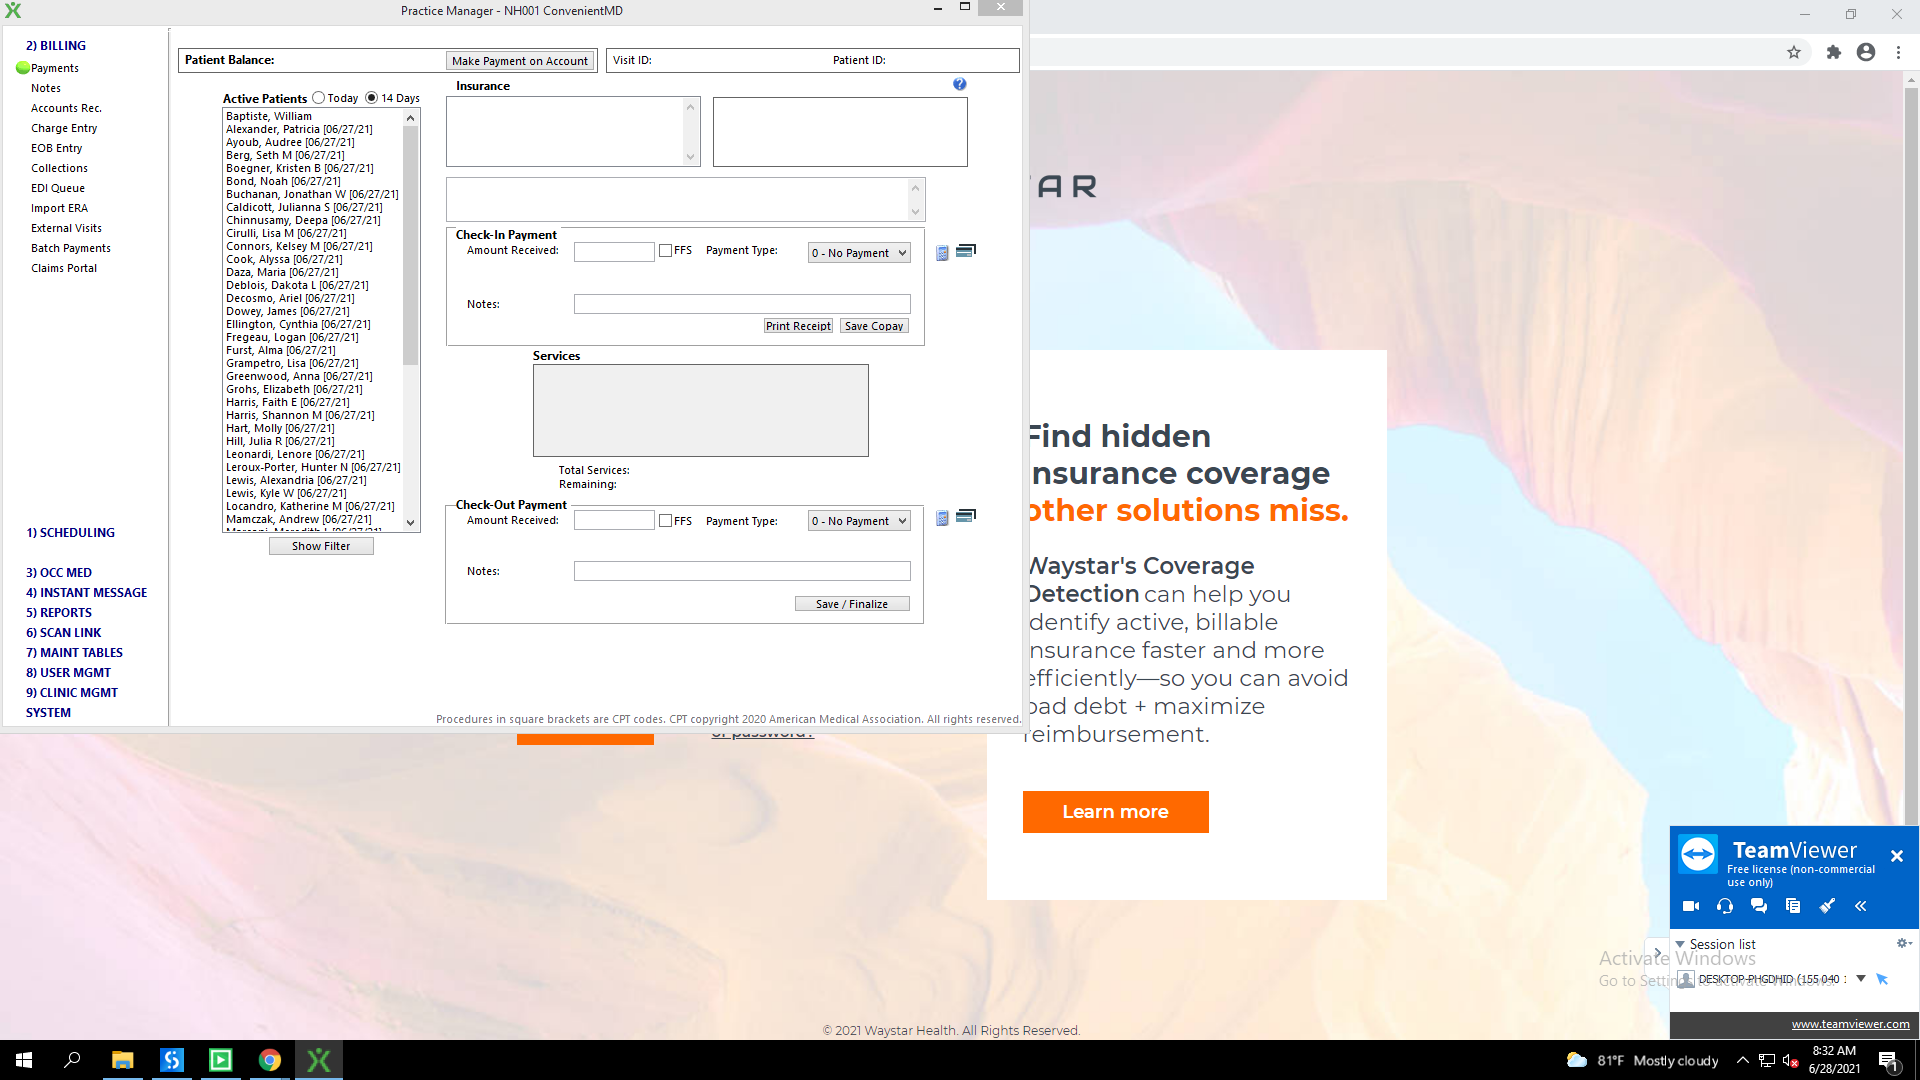 Practice Manager - NH001 ConvenientMD
2) BILLING
Payments
Notes
Accounts Rec.
Charge Entry
EOB Entry
Collections
EDI Queue
Import ERA
External Visits
Batch Payments
Claims Portal
1) SCHEDULING
3) OCC MED
4) INSTANT MESSAGE
5) REPORTS
6) SCAN LINK
7) MAINT TABLES
8) USER MGMT
9) CLINIC MGMT
SYSTEM
Patient Balance:
Make Payment on Account
Visit ID:
Patient ID:
Active Patients
Today
14 Days
Baptiste, William
Alexander, Patricia [06/27/21]
Ayoub, Audree [06/27/21]
Berg, Seth M [06/27/21]
Boegner, Kristen B [06/27/21]
Bond, Noah [06/27/21]
Buchanan, Jonathan W [06/27/21]
Caldicott, Julianna S [06/27/21]
Chinnusamy, Deepa [06/27/21]
Cirulli, Lisa M [06/27/21]
Connors, Kelsey M [06/27/21]
Cook, Alyssa [06/27/21]
Daza, Maria [06/27/21]
Deblois, Dakota L [06/27/21]
Decosmo, Ariel [06/27/21]
Dowey, James [06/27/21]
Ellington, Cynthia [06/27/21]
Fregeau, Logan [06/27/21]
Furst, Alma [06/27/21]
Grampetro, Lisa [06/27/21]
Greenwood, Anna [06/27/21]
Grohs, Elizabeth [06/27/21]
Harris, Faith E [06/27/21]
Harris, Shannon M [06/27/21]
Hart, Molly [06/27/21]
Hill, Julia R [06/27/21]
Leonardi, Lenore [06/27/21]
Leroux-Porter, Hunter N [06/27/21]
Lewis, Alexandria [06/27/21]
Lewis, Kyle W [06/27/21]
Locandro, Katherine M [06/27/21]
Mamczak, Andrew [06/27/21]
Show Filter
Insurance
Check-In Payment
Amount Received:
FFS
Payment Type:
0 - No Payment
Notes:
Print Receipt
Save Copay
Services
Total Services:
Remaining:
Check-Out Payment
Amount Received:
FFS
Payment Type:
0 - No Payment
Notes:
Save / Finalize
Procedures in square brackets are CPT codes. CPT copyright 2020 American Medical Association. All rights reserved.
or password?
AR
Find hidden
insurance coverage
other solutions miss.
Waystar's Coverage
Detection can help you
identify active, billable
insurance faster and more
efficiently—so you can avoid
bad debt + maximize
reimbursement.
Learn more
© 2021 Waystar Health. All Rights Reserved.
TeamViewer
Free license (non-commercial
use only)
Session list
Activate Windows
Go to Settings to activate Windows.
DESKTOP-PHGDHID (155 040
www.teamviewer.com
81°F Mostly cloudy
8:32 AM
6/28/2021
1